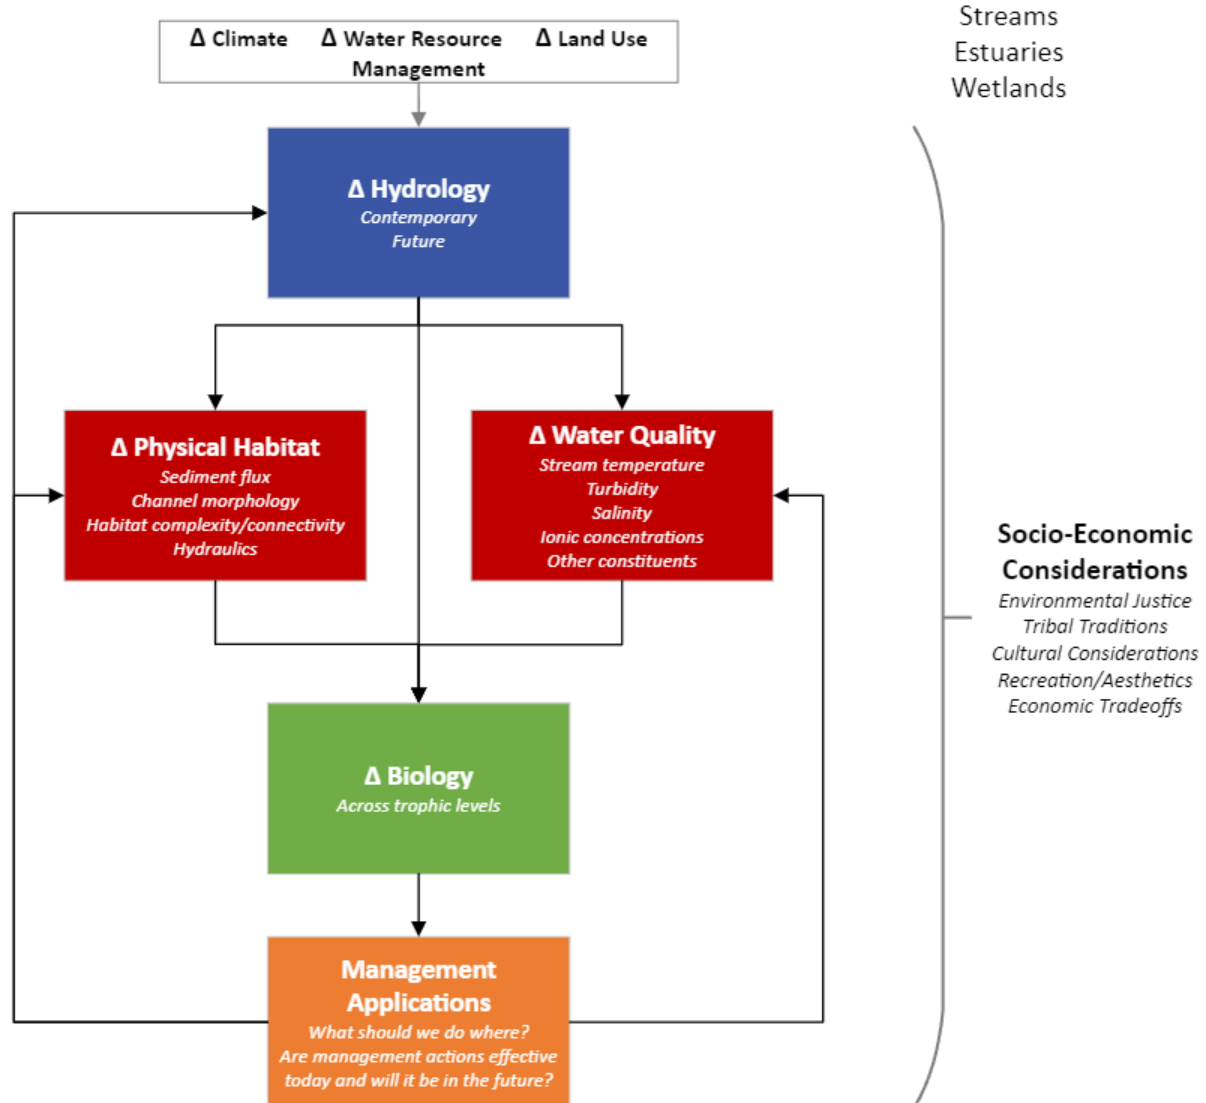 Δ Climate Δ Water Resource Δ Land Use
Management
Streams
Estuaries
Wetlands
Δ Hydrology
Contemporary
Future
Δ Physical Habitat
Sediment flux
Channel morphology
Habitat complexity/connectivity
Hydraulics
Δ Water Quality
Stream temperature
Turbidity
Salinity
Ionic concentrations
Other constituents
Socio-Economic
Considerations
Environmental Justice
Tribal Traditions
Cultural Considerations
Recreation/Aesthetics
Economic Tradeoffs
Δ Biology
Across trophic levels
Management
Applications
What should we do where?
Are management actions effective
today and will it be in the future?